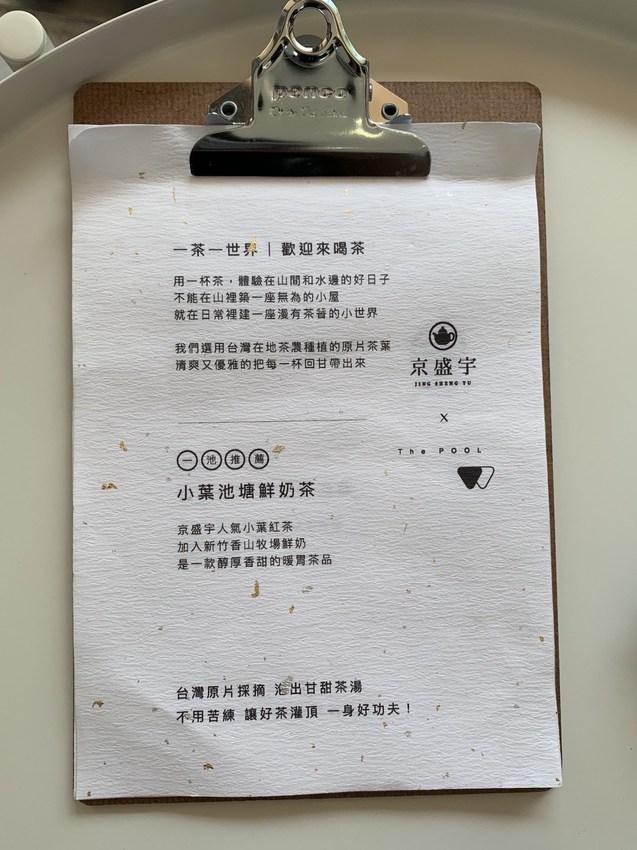 penco
一茶一世界｜歡迎來喝茶
用一杯茶，體驗在山間和水邊的好日子
不能在山裡築一座無為的小屋
就在日常裡建一座漫有茶香的小世界
我們選用台灣在地茶農種植的原片茶葉
清爽又優雅的把每一杯回甘帶出來
京盛宇
JING SHENG YU
x
The POOL
一池推薦
小葉池塘鮮奶茶
京盛宇人氣小葉紅茶
加入新竹香山牧場鮮奶
是一款醇厚香甜的暖胃茶品
台灣原片採摘 沱出甘甜茶湯
不用苦練 讓好茶灌頂 一身好功夫！